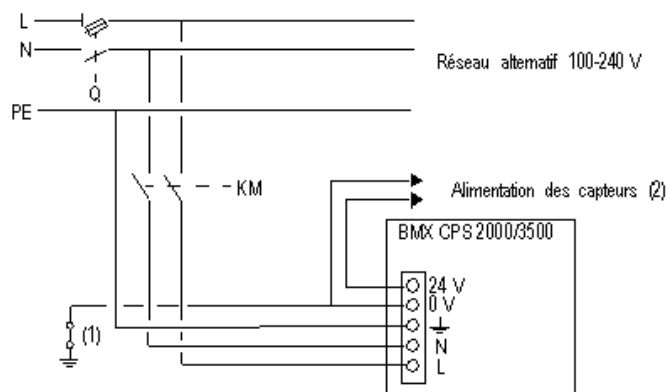 L
N
Réseau alternatif 100-240 V
Q
PE
KM
Alimentation des capteurs (2)
BMX CPS 2000/3500
24 V
0 V
(1)
N
L